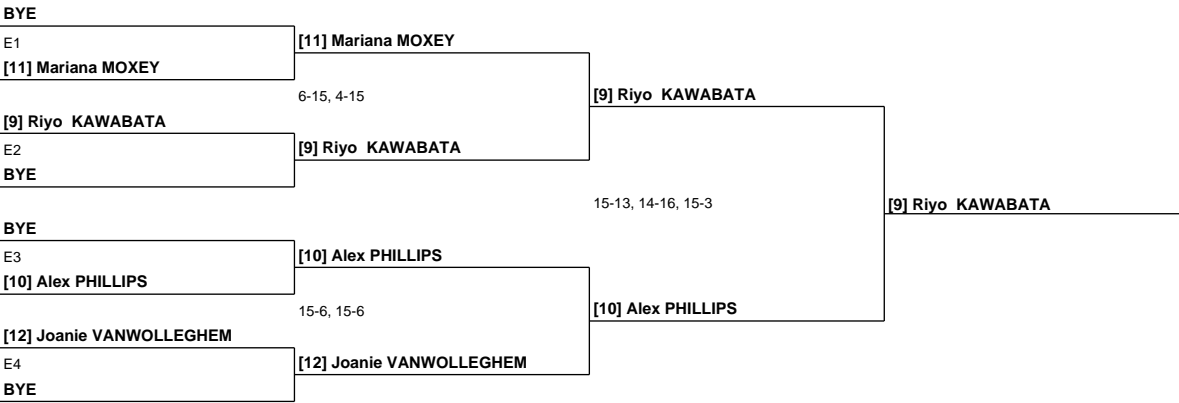 BYE
E1
[11] Mariana MOXEY
[11] Mariana MOXEY
6-15, 4-15
[9] Riyo KAWABATA
[9] Riyo KAWABATA
E2
[9] Riyo KAWABATA
BYE
15-13, 14-16, 15-3
[9] Riyo KAWABATA
BYE
E3
[10] Alex PHILLIPS
[10] Alex PHILLIPS
15-6, 15-6
[10] Alex PHILLIPS
[12] Joanie VANWOLLEGHEM
E4
[12] Joanie VANWOLLEGHEM
BYE